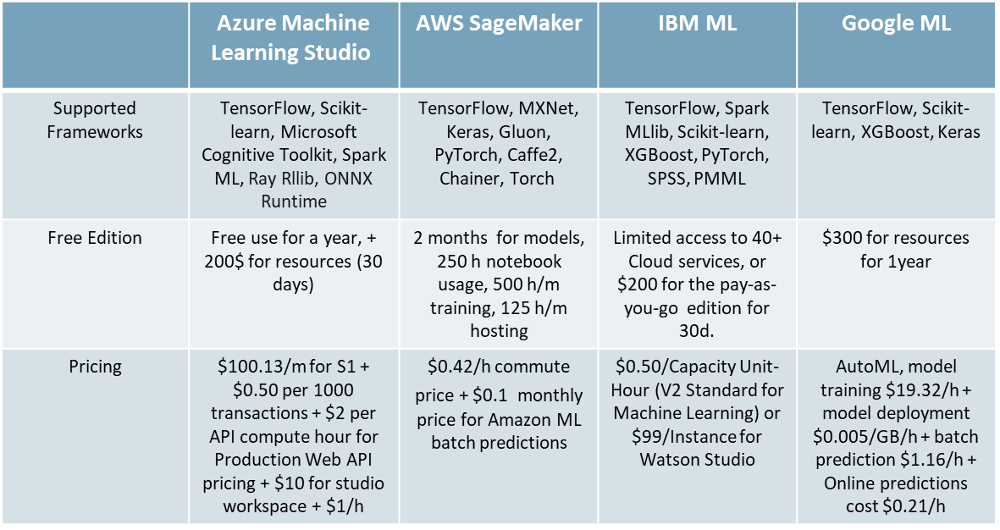 Azure Machine
Learning Studio
AWS SageMaker
IBM ML
Google ML
Supported
Frameworks
TensorFlow, Scikit-
learn, Microsoft
Cognitive Toolkit, Spark
ML, Ray Rllib, ONNX
Runtime
TensorFlow, MXNet,
Keras, Gluon,
PyTorch, Caffe2,
Chainer, Torch
TensorFlow, Spark
MLlib, Scikit-learn,
XGBoost, PyTorch,
SPSS, PMML
TensorFlow, Scikit-
learn, XGBoost, Keras
Free Edition
Free use for a year, +
200$ for resources (30
days)
2 months for models,
250 h notebook
usage, 500 h/m
training, 125 h/m
hosting
Limited access to 40+
Cloud services, or
$200 for the pay-as-
you-go edition for
30d.
$300 for resources
for 1year
Pricing
$100.13/m for S1 +
$0.50 per 1000
transactions + $2 per
API compute hour for
Production Web API
pricing + $10 for studio
workspace + $1/h
$0.42/h commute
price + $0.1 monthly
price for Amazon ML
batch predictions
$0.50/Capacity Unit-
Hour (V2 Standard for
Machine Learning) or
$99/Instance for
Watson Studio
AutoML, model
training $19.32/h +
model deployment
$0.005/GB/h + batch
prediction $1.16/h +
Online predictions
cost $0.21/h